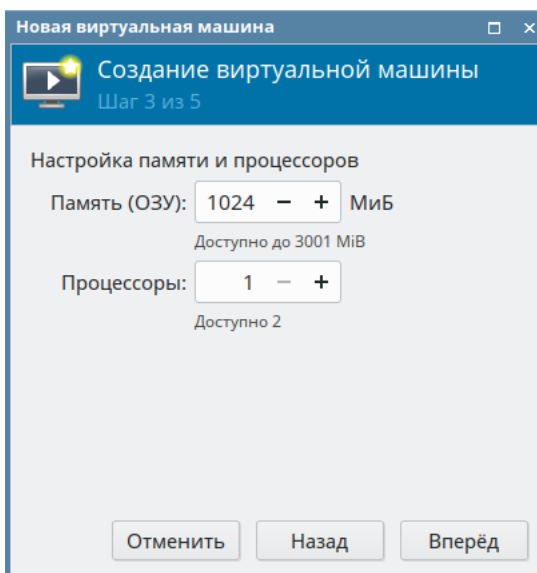 Новая виртуальная машина
Создание виртуальной машины
Шаг 3 из 5
Настройка памяти и процессоров
Память (ОЗУ): 1024 − + МиБ
Доступно до 3001 MiB
Процессоры: 1 − +
Доступно 2
Отменить Назад Вперёд